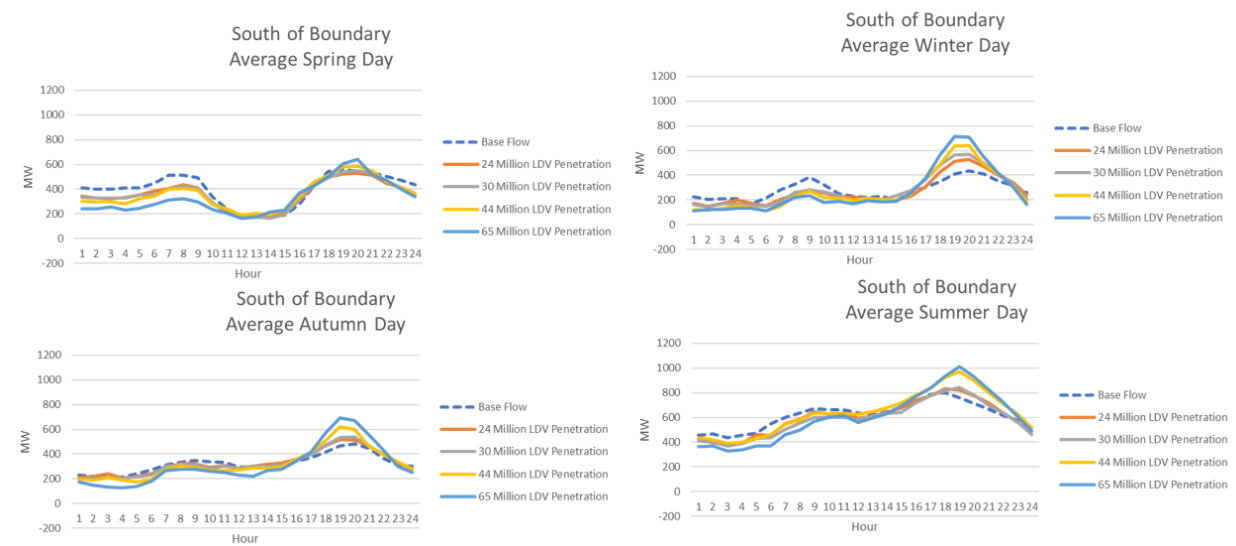 South of Boundary
Average Spring Day
1200
1000
800
600
400
200
0
-200
MW
1 2 3 4 5 6 7 8 9 10 11 12 13 14 15 16 17 18 19 20 21 22 23 24
Hour
Base Flow
24 Million LDV Penetration
30 Million LDV Penetration
44 Million LDV Penetration
65 Million LDV Penetration
South of Boundary
Average Winter Day
1200
1000
800
600
400
200
0
-200
MW
1 2 3 4 5 6 7 8 9 10 11 12 13 14 15 16 17 18 19 20 21 22 23 24
Hour
Base Flow
24 Million LDV Penetration
30 Million LDV Penetration
44 Million LDV Penetration
65 Million LDV Penetration
South of Boundary
Average Autumn Day
1200
1000
800
600
400
200
0
-200
MW
1 2 3 4 5 6 7 8 9 10 11 12 13 14 15 16 17 18 19 20 21 22 23 24
Hour
Base Flow
24 Million LDV Penetration
30 Million LDV Penetration
44 Million LDV Penetration
65 Million LDV Penetration
South of Boundary
Average Summer Day
1200
1000
800
600
400
200
0
-200
MW
1 2 3 4 5 6 7 8 9 10 11 12 13 14 15 16 17 18 19 20 21 22 23 24
Hour
Base Flow
24 Million LDV Penetration
30 Million LDV Penetration
44 Million LDV Penetration
65 Million LDV Penetration